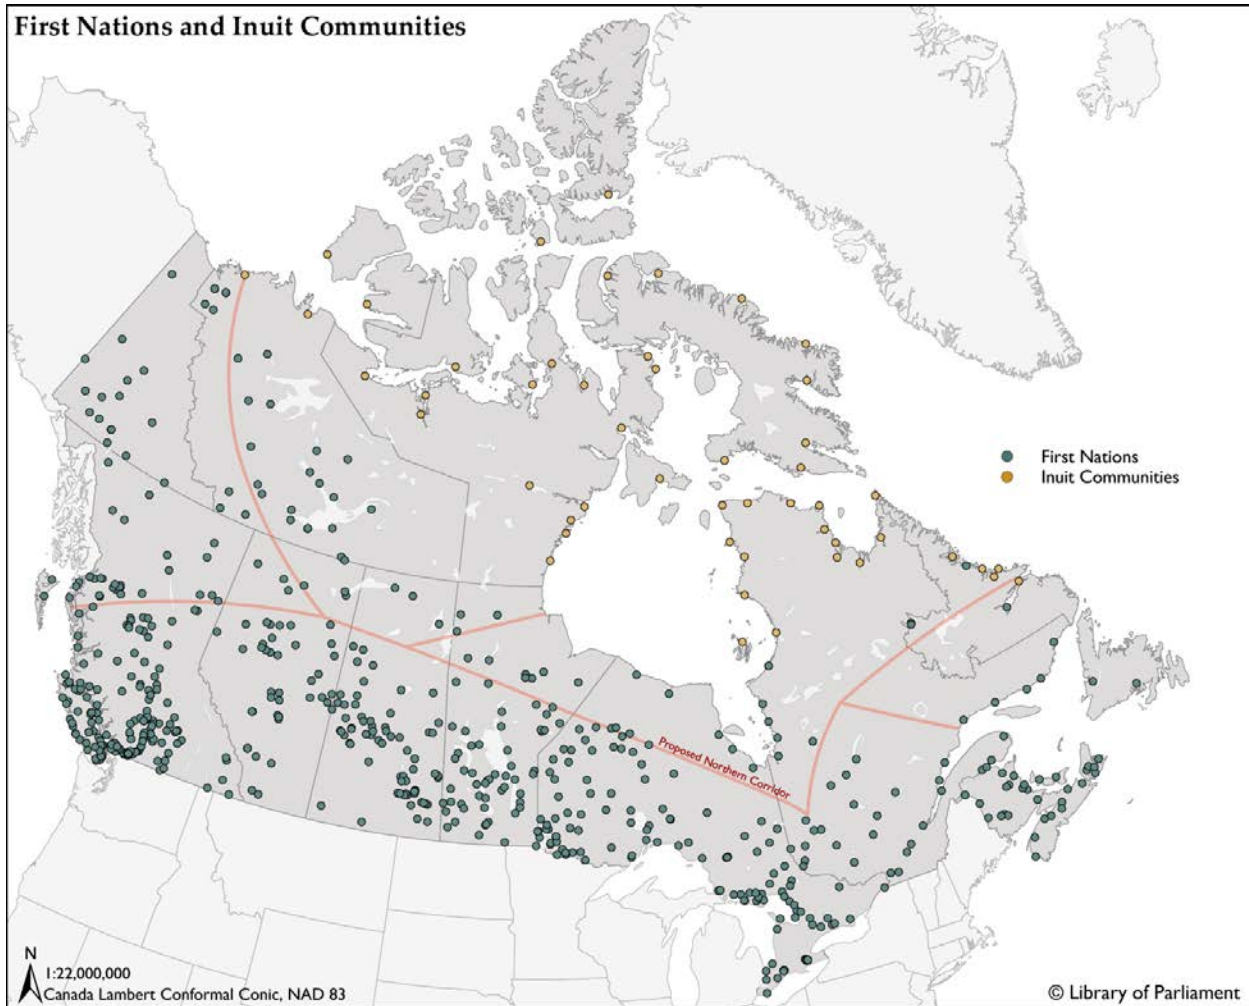 First Nations and Inuit Communities
First Nations
Inuit Communities
Proposed Northern Corridor
N
1:22,000,000
Canada Lambert Conformal Conic, NAD 83
© Library of Parliament